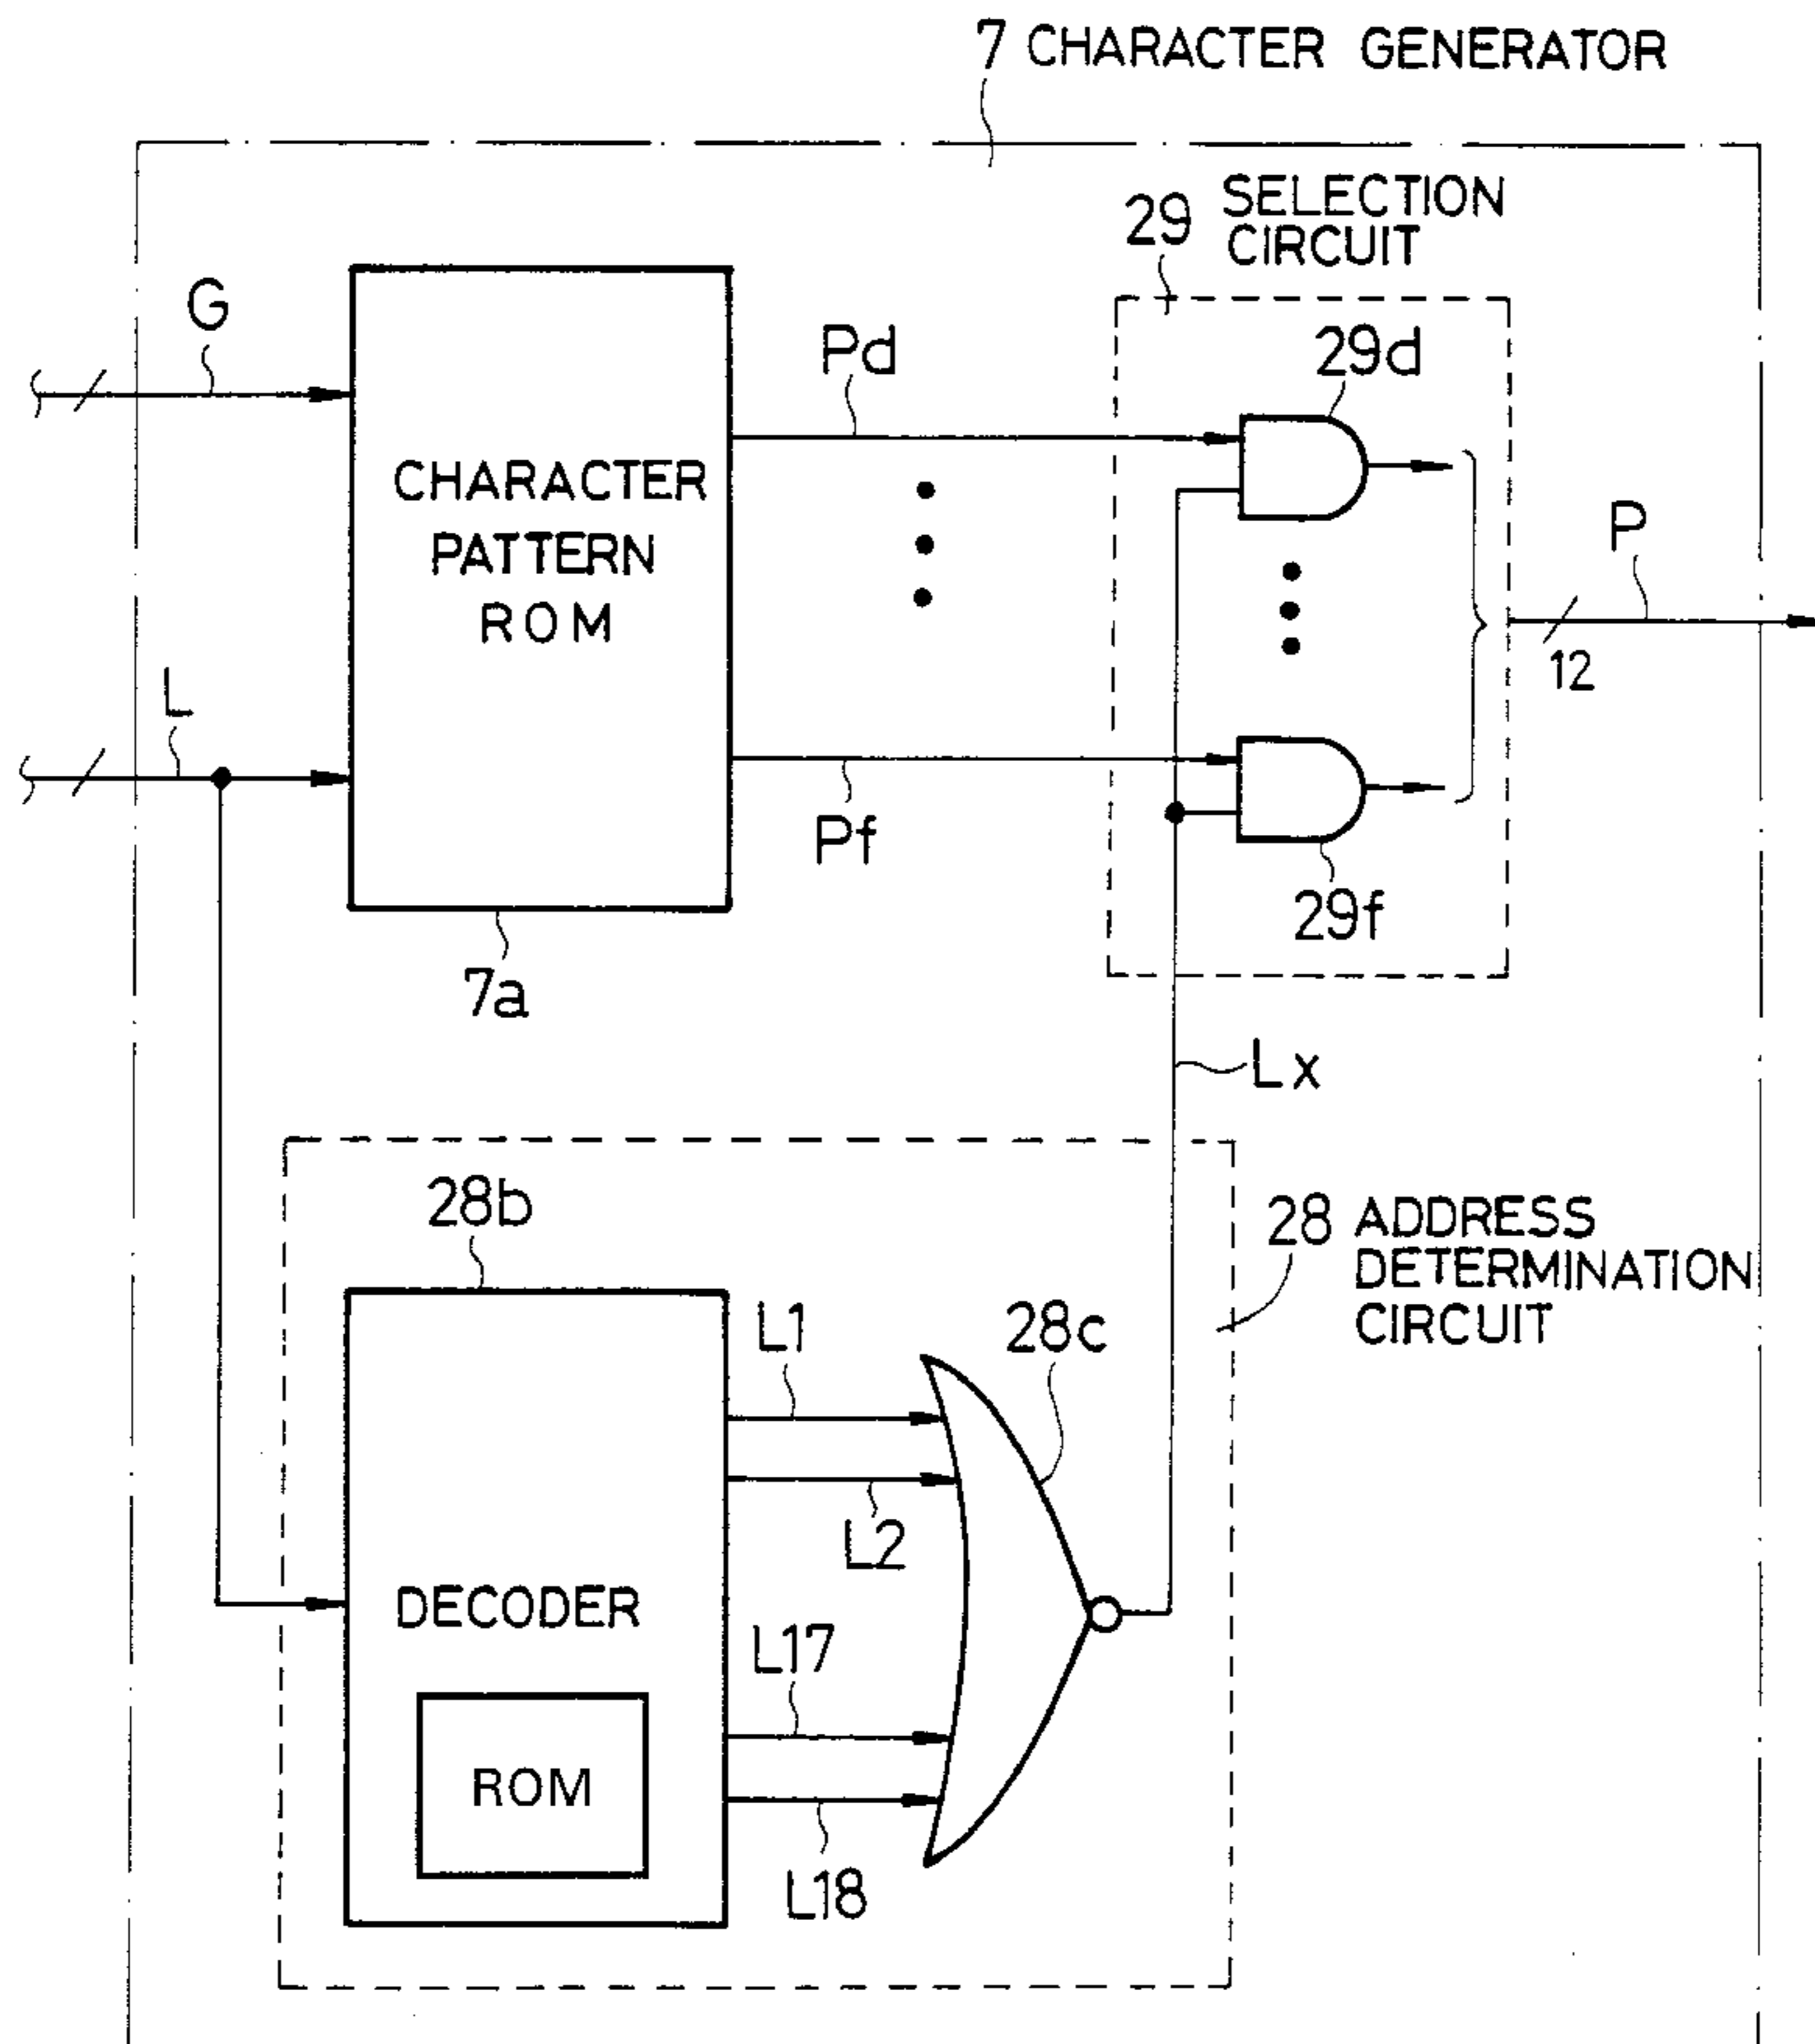 7 CHARACTER GENERATOR
29 SELECTION
CIRCUIT
G
Pd
29d
CHARACTER
PATTERN
ROM
P
12
L
Pf
29f
7a
Lx
28b
28 ADDRESS
DETERMINATION
CIRCUIT
L1
28c
L2
DECODER
L17
ROM
L18